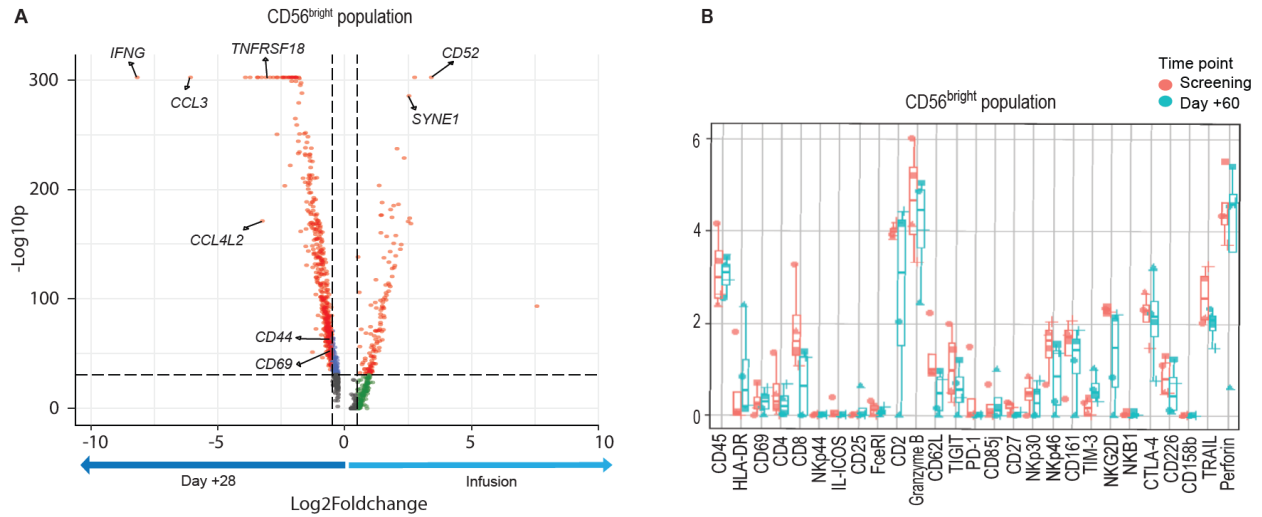 A
CD56bright population
IFNG
TNFRSF18
CD52
CCL3
SYNE1
CCL4L2
CD44
CD69
-Log10p
300
200
100
0
-10
-5
0
5
10
Day +28
Infusion
Log2Foldchange
B
Time point
Screening
Day +60
CD56bright population
6
4
2
0
CD45
HLA-DR
CD69
CD4
CD8
NKp44
IL-ICOS
CD25
FceRI
CD2
Granzyme B
CD62L
TIGIT
PD-1
CD85j
CD27
NKp30
NKp46
CD161
TIM-3
NKG2D
NKB1
CTLA-4
CD226
CD158b
TRAIL
Perforin